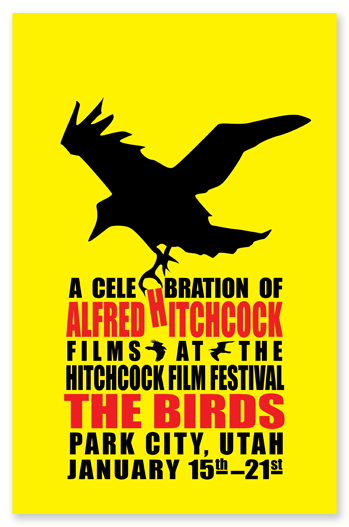 A CELEBRATION OF
ALFRED HITCHCOCK
FILMS AT THE
HITCHCOCK FILM FESTIVAL
THE BIRDS
PARK CITY, UTAH
JANUARY 15th–21st